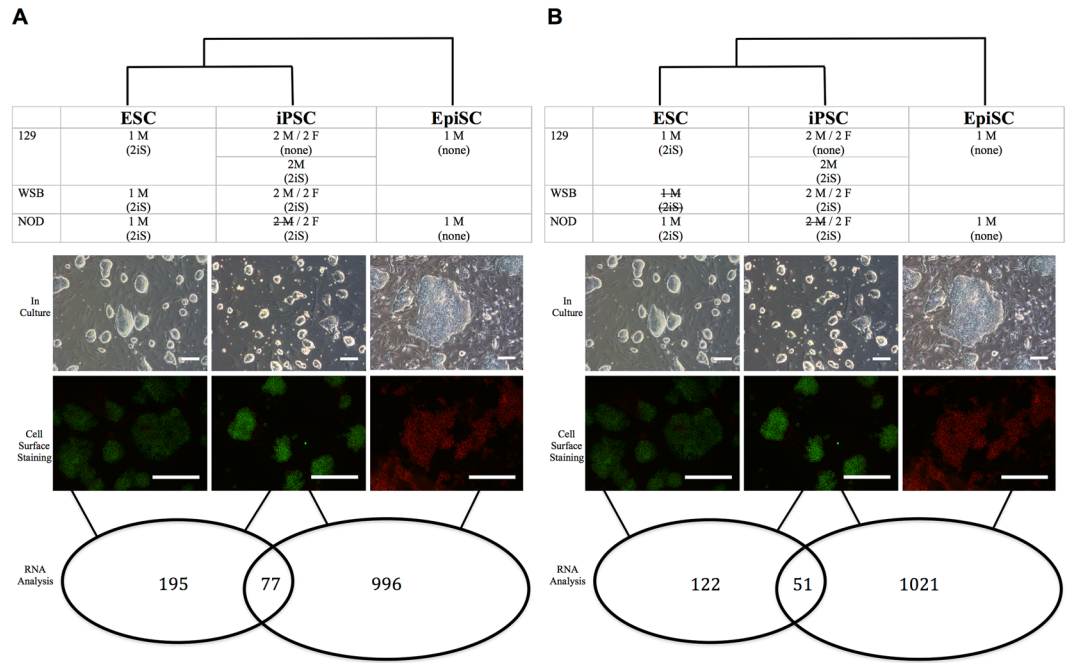 A
ESC iPSC EpiSC
129 1 M 2 M / 2 F 1 M
(2iS) (none) (none)
2M
(2iS)
WSB 1 M 2 M / 2 F
(2iS) (2iS)
NOD 1 M 2 M / 2 F 1 M
(2iS) (2iS) (none)
In
Culture
Cell
Surface
Staining
RNA
Analysis
195 77 996
B
ESC iPSC EpiSC
129 1 M 2 M / 2 F 1 M
(2iS) (none) (none)
2M
(2iS)
WSB 1 M 2 M / 2 F
(2iS) (2iS)
NOD 1 M 2 M / 2 F 1 M
(2iS) (2iS) (none)
In
Culture
Cell
Surface
Staining
RNA
Analysis
122 51 1021